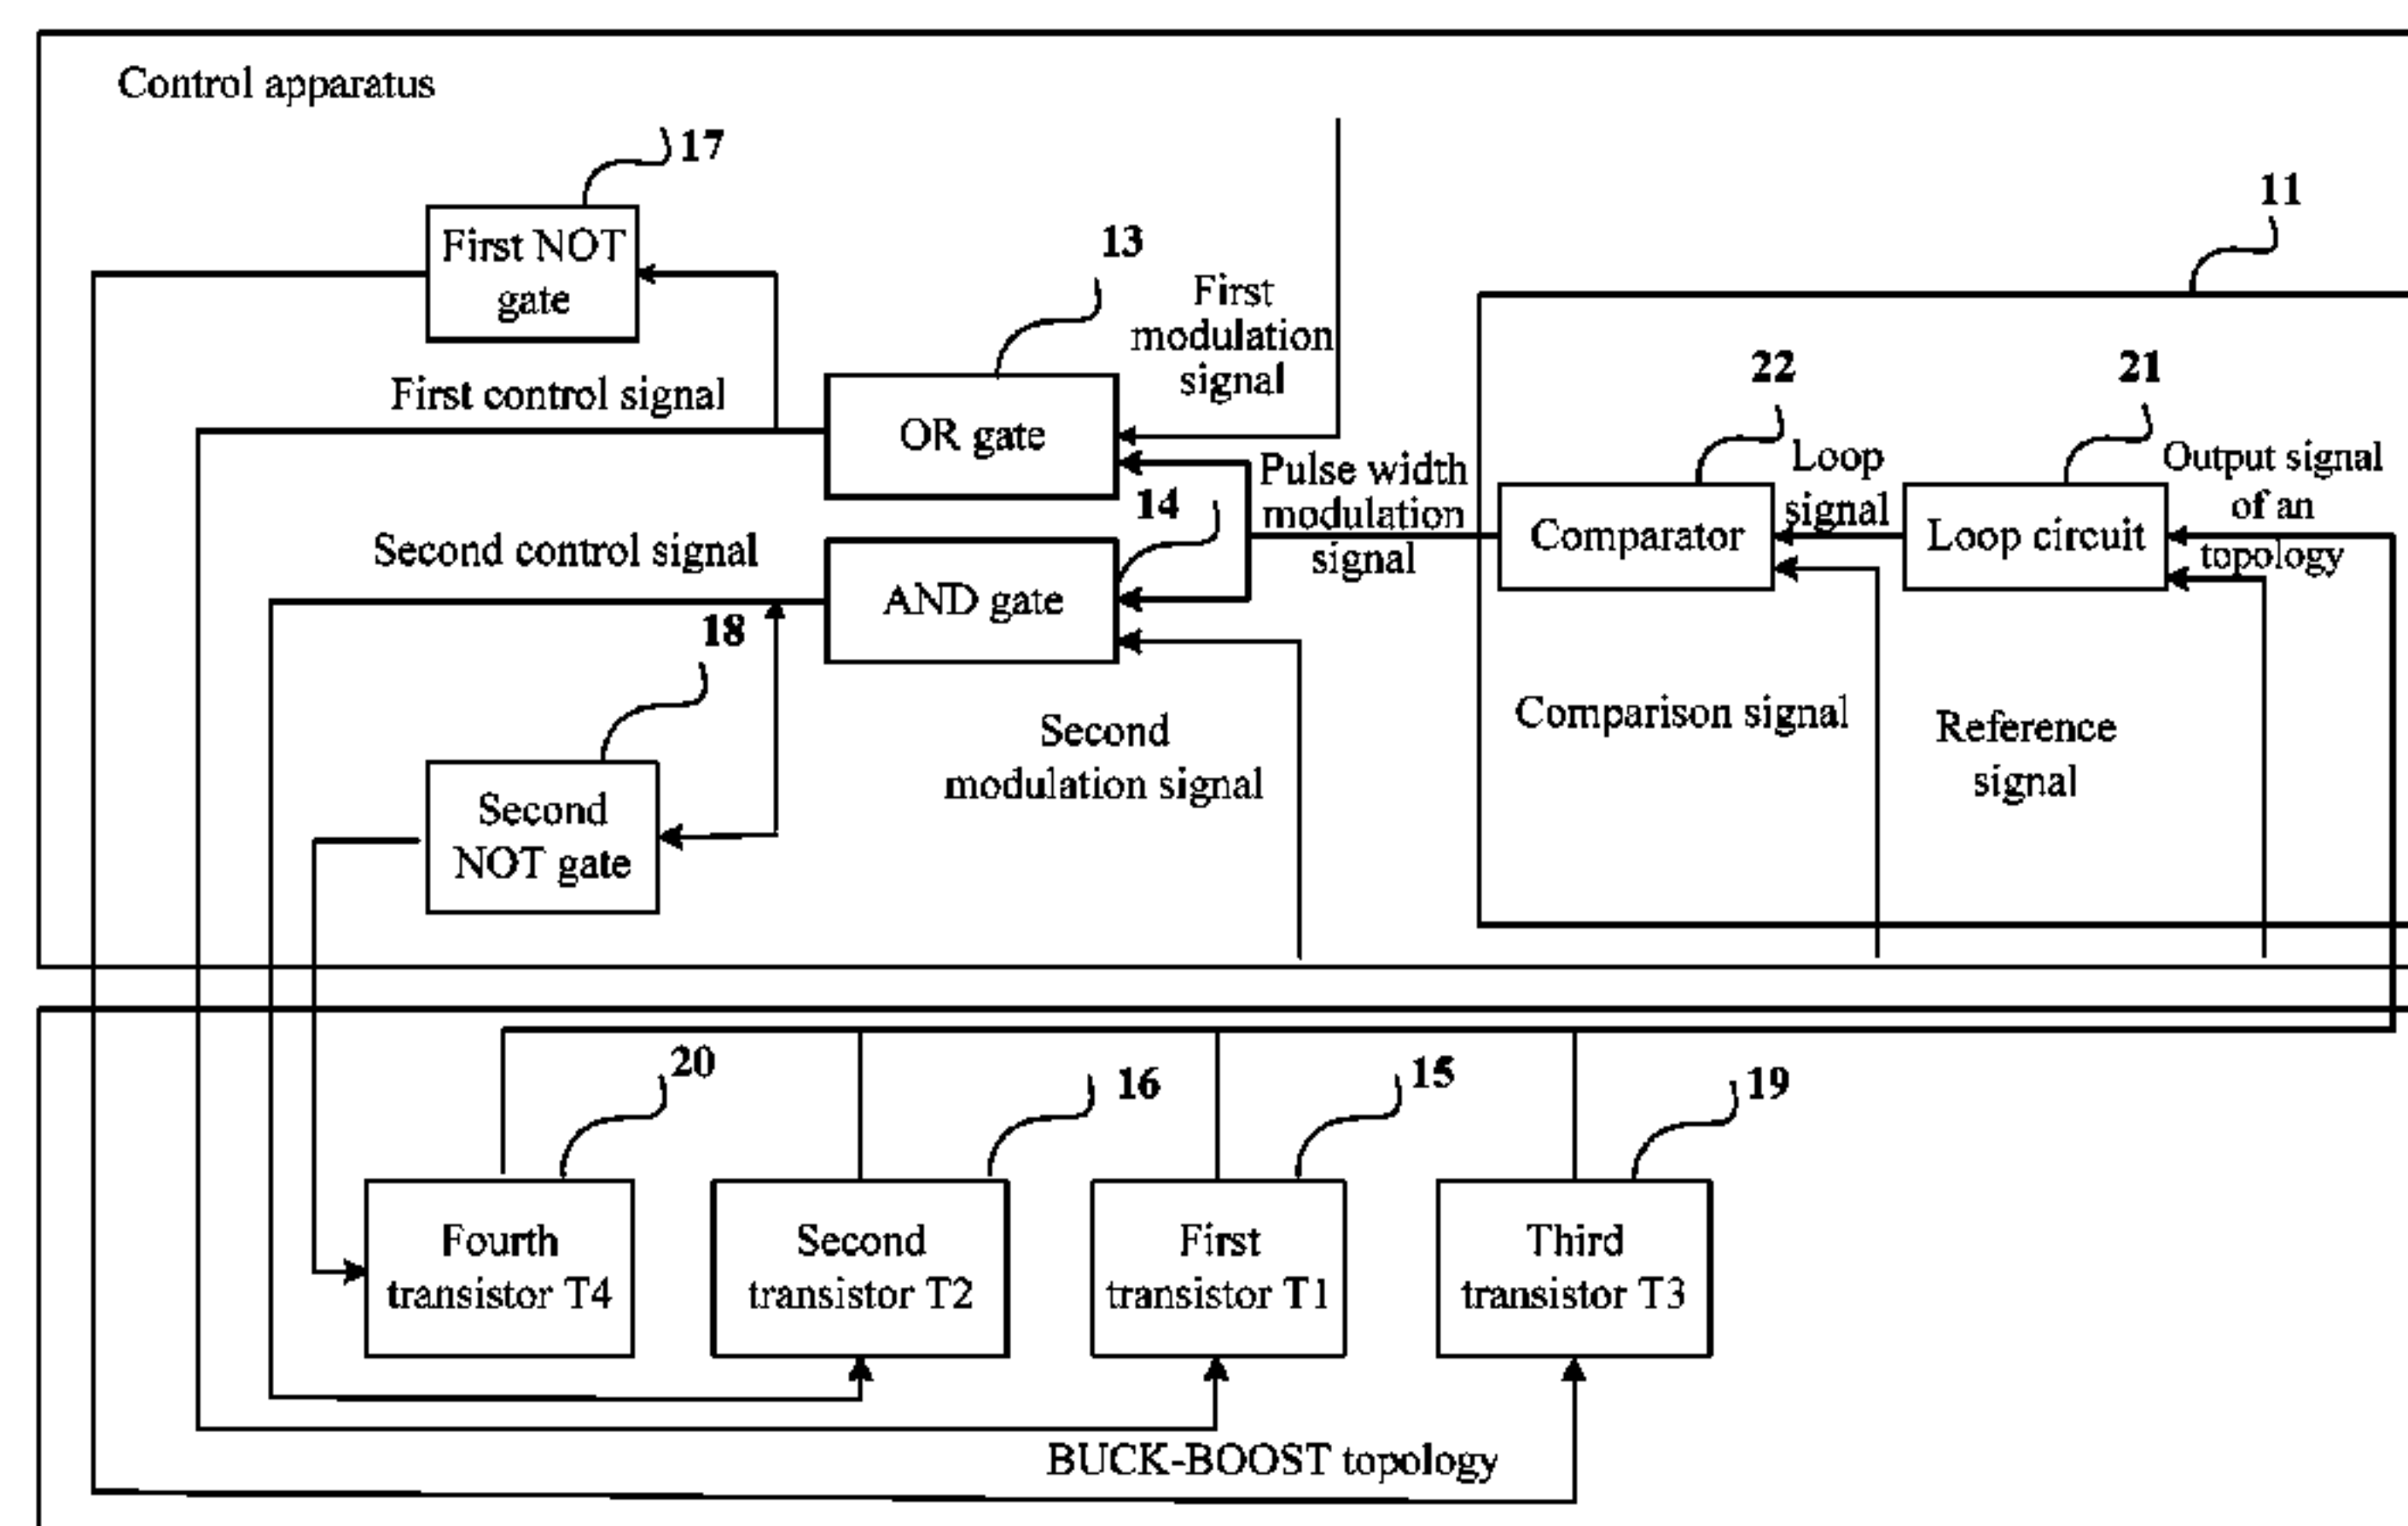 Control apparatus
17
First NOT
gate
13
First
modulation
signal
11
First control signal
OR gate
22
21
Loop
signal
Output signal
of an
topology
Pulse width
modulation
signal
14
Comparator
Loop circuit
Second control signal
AND gate
18
Second
modulation signal
Comparison signal
Reference
signal
Second
NOT gate
20
16
15
19
Fourth
transistor T4
Second
transistor T2
First
transistor T1
Third
transistor T3
BUCK-BOOST topology